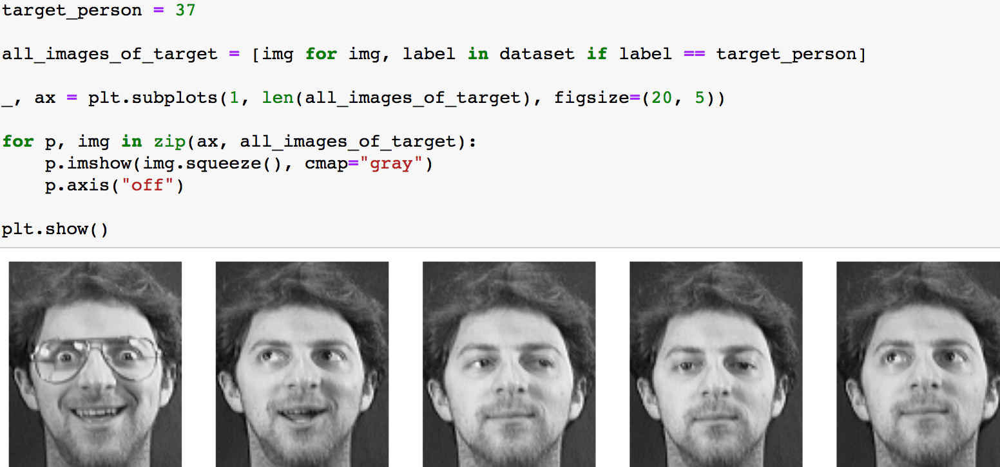 target_person = 37
all_images_of_target = [img for img, label in dataset if label == target_person]
_, ax = plt.subplots(1, len(all_images_of_target), figsize=(20, 5))
for p, img in zip(ax, all_images_of_target):
    p.imshow(img.squeeze(), cmap="gray")
    p.axis("off")
plt.show()